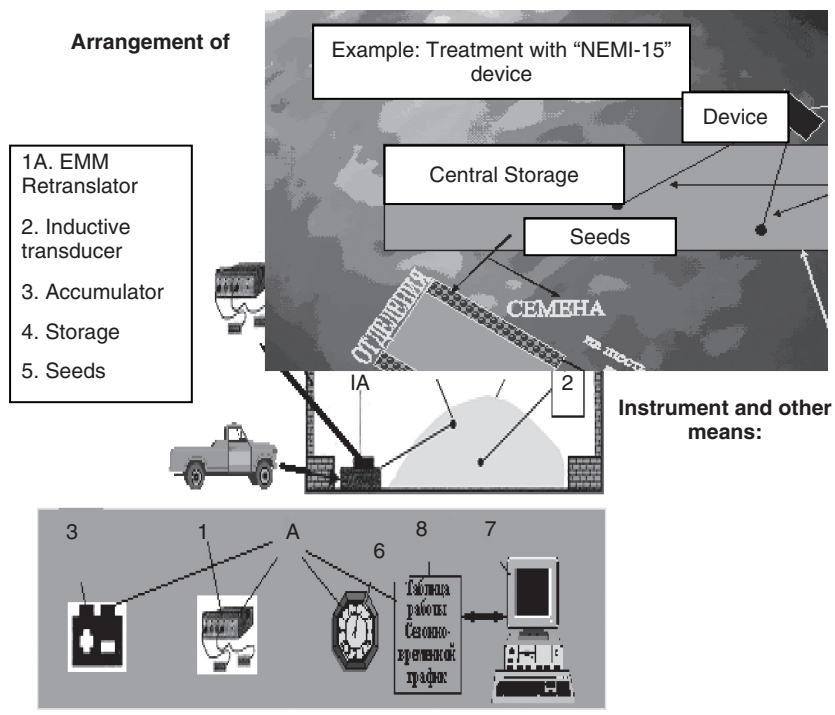 Arrangement of
Example: Treatment with “NEMI-15”
device
Device
Central Storage
Seeds
1A. EMM
Retranslator
2. Inductive
transducer
3. Accumulator
4. Storage
5. Seeds
ОТДЕЛЕНИЯ
СЕМЕНА
IA
2
Instrument and other
means:
3
1
A
6
8
7
Таблица
работы
Сезонно-
временной
график